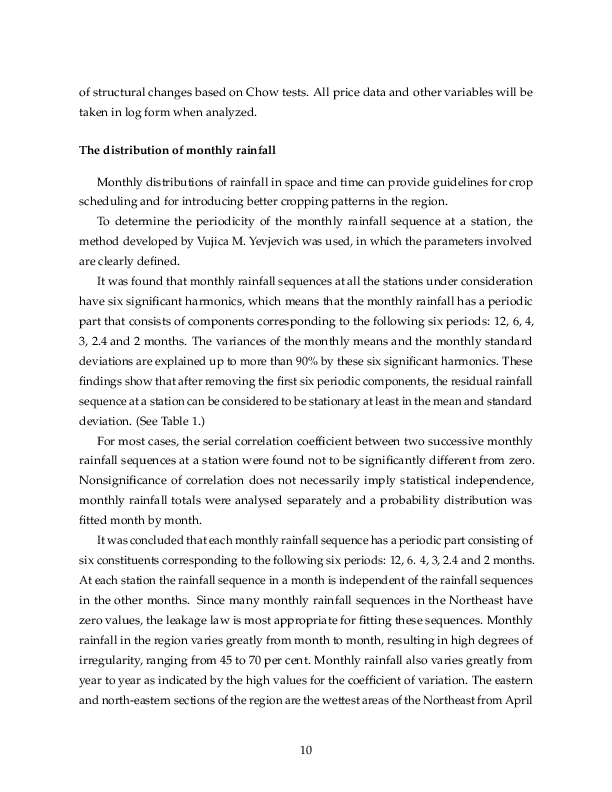 of structural changes based on Chow tests. All price data and other variables will be
taken in log form when analyzed.
The distribution of monthly rainfall
Monthly distributions of rainfall in space and time can provide guidelines for crop
scheduling and for introducing better cropping patterns in the region.
To determine the periodicity of the monthly rainfall sequence at a station, the
method developed by Vujica M. Yevjevich was used, in which the parameters involved
are clearly defined.
It was found that monthly rainfall sequences at all the stations under consideration
have six significant harmonics, which means that the monthly rainfall has a periodic
part that consists of components corresponding to the following six periods: 12, 6, 4,
3, 2.4 and 2 months. The variances of the monthly means and the monthly standard
deviations are explained up to more than 90% by these six significant harmonics. These
findings show that after removing the first six periodic components, the residual rainfall
sequence at a station can be considered to be stationary at least in the mean and standard
deviation. (See Table 1.)
For most cases, the serial correlation coefficient between two successive monthly
rainfall sequences at a station were found not to be significantly different from zero.
Nonsignificance of correlation does not necessarily imply statistical independence,
monthly rainfall totals were analysed separately and a probability distribution was
fitted month by month.
It was concluded that each monthly rainfall sequence has a periodic part consisting of
six constituents corresponding to the following six periods: 12, 6. 4, 3, 2.4 and 2 months.
At each station the rainfall sequence in a month is independent of the rainfall sequences
in the other months. Since many monthly rainfall sequences in the Northeast have
zero values, the leakage law is most appropriate for fitting these sequences. Monthly
rainfall in the region varies greatly from month to month, resulting in high degrees of
irregularity, ranging from 45 to 70 per cent. Monthly rainfall also varies greatly from
year to year as indicated by the high values for the coefficient of variation. The eastern
and north-eastern sections of the region are the wettest areas of the Northeast from April
10